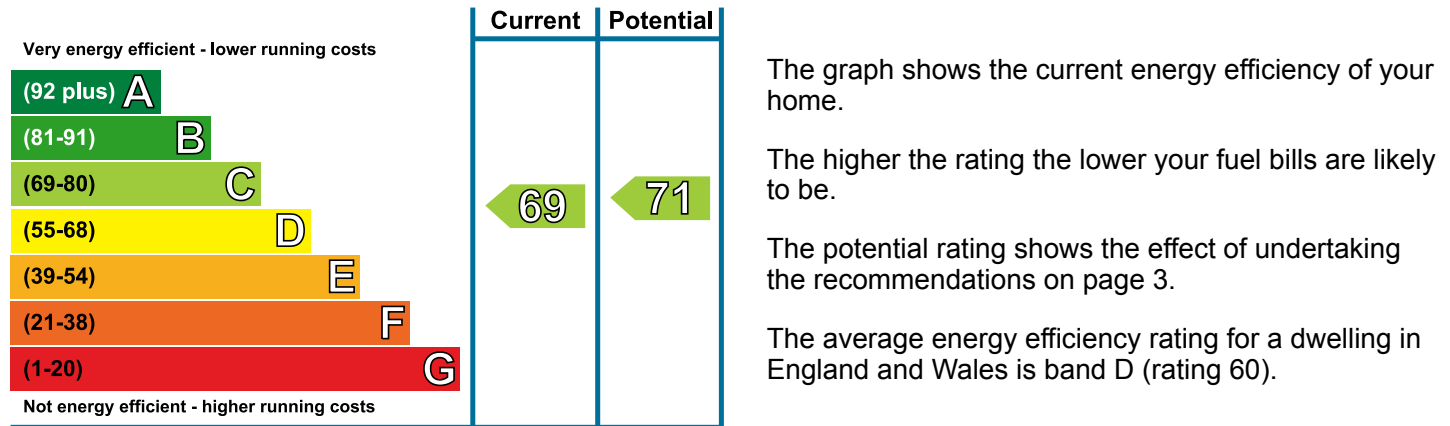 Current Potential
Very energy efficient - lower running costs
(92 plus) A
(81-91) B
(69-80) C
(55-68) D
(39-54) E
(21-38) F
(1-20) G
Not energy efficient - higher running costs
69 71
The graph shows the current energy efficiency of your
home.
The higher the rating the lower your fuel bills are likely
to be.
The potential rating shows the effect of undertaking
the recommendations on page 3.
The average energy efficiency rating for a dwelling in
England and Wales is band D (rating 60).